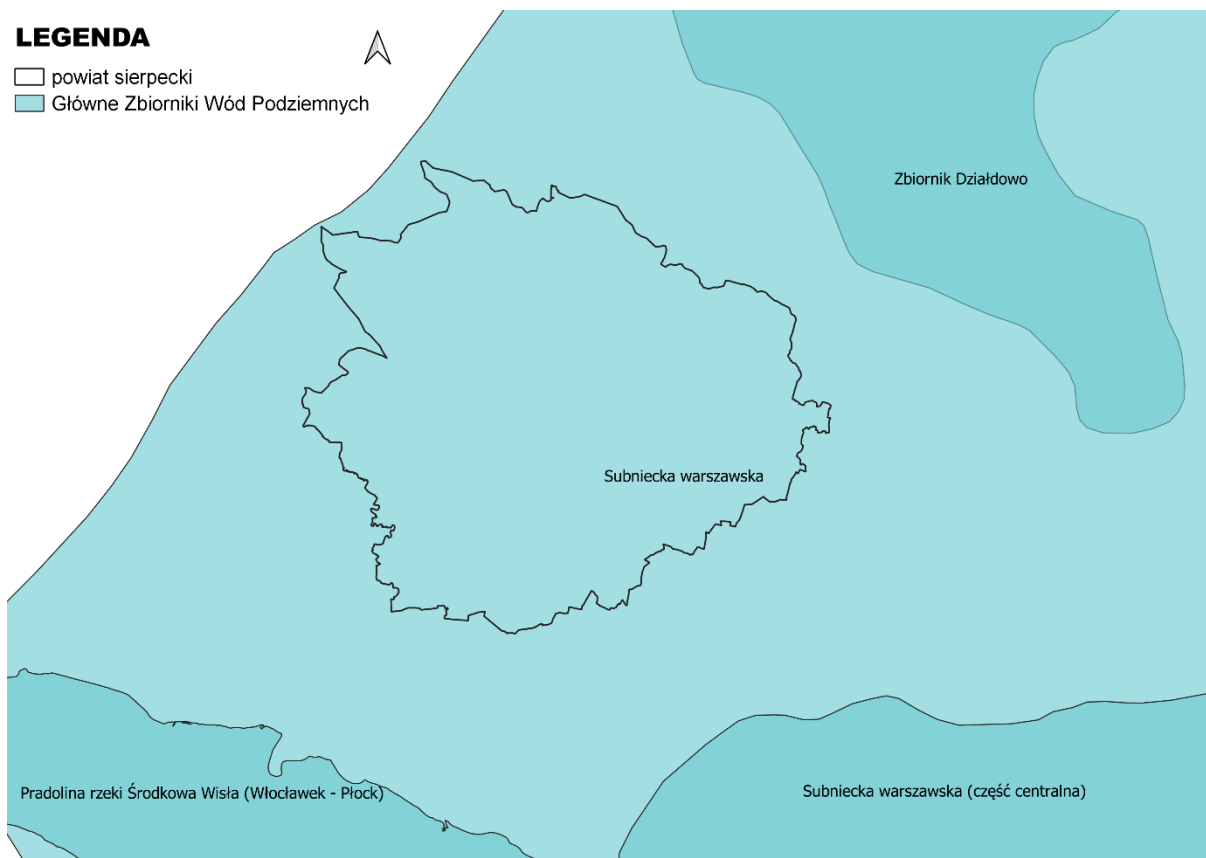 LEGENDA
powiat sierpecki
Główne Zbiorniki Wód Podziemnych
Zbiornik Działdowo
Subniecka warszawska
Pradolina rzeki Środkowa Wisła (Włocławek - Płock)
Subniecka warszawska (część centralna)